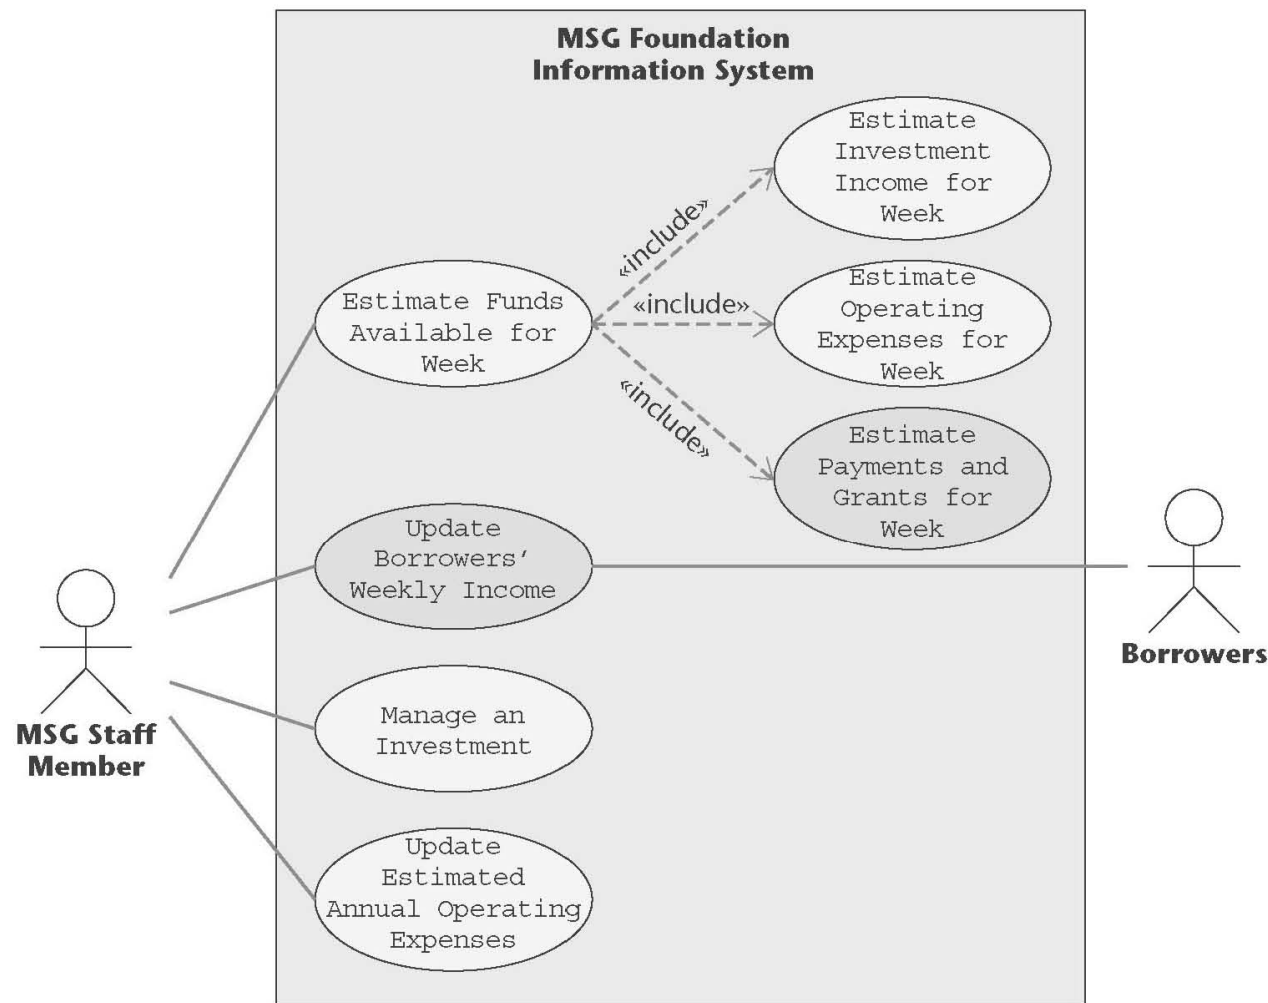 MSG Foundation
Information System
Estimate
Investment
Income for
Week
«include»
Estimate Funds
Available for
Week
«include»
Estimate
Operating
Expenses for
Week
«include»
Estimate
Payments and
Grants for
Week
Update
Borrowers’
Weekly Income
Borrowers
MSG Staff
Member
Manage an
Investment
Update
Estimated
Annual Operating
Expenses